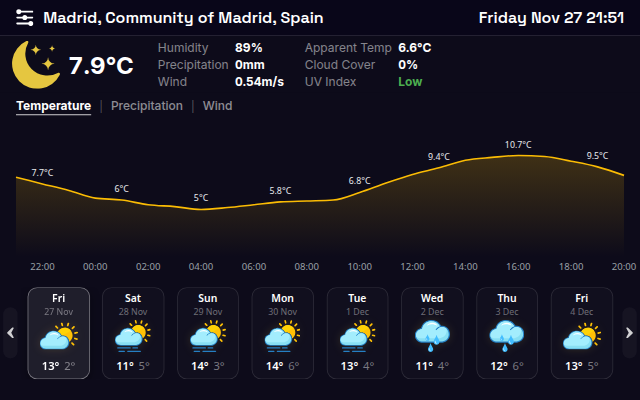 Madrid, Community of Madrid, Spain
Friday Nov 27 21:51
7.9°C
Humidity 89%
Precipitation 0mm
Wind 0.54m/s
Apparent Temp 6.6°C
Cloud Cover 0%
UV Index Low
Temperature | Precipitation | Wind
7.7°C 6°C 5°C 5.8°C 6.8°C 9.4°C 10.7°C 9.5°C
22:00 00:00 02:00 04:00 06:00 08:00 10:00 12:00 14:00 16:00 18:00 20:00
Fri Sat Sun Mon Tue Wed Thu Fri
27 Nov 28 Nov 29 Nov 30 Nov 1 Dec 2 Dec 3 Dec 4 Dec
13° 2° 11° 5° 14° 3° 14° 6° 13° 4° 11° 4° 12° 6° 13° 5°